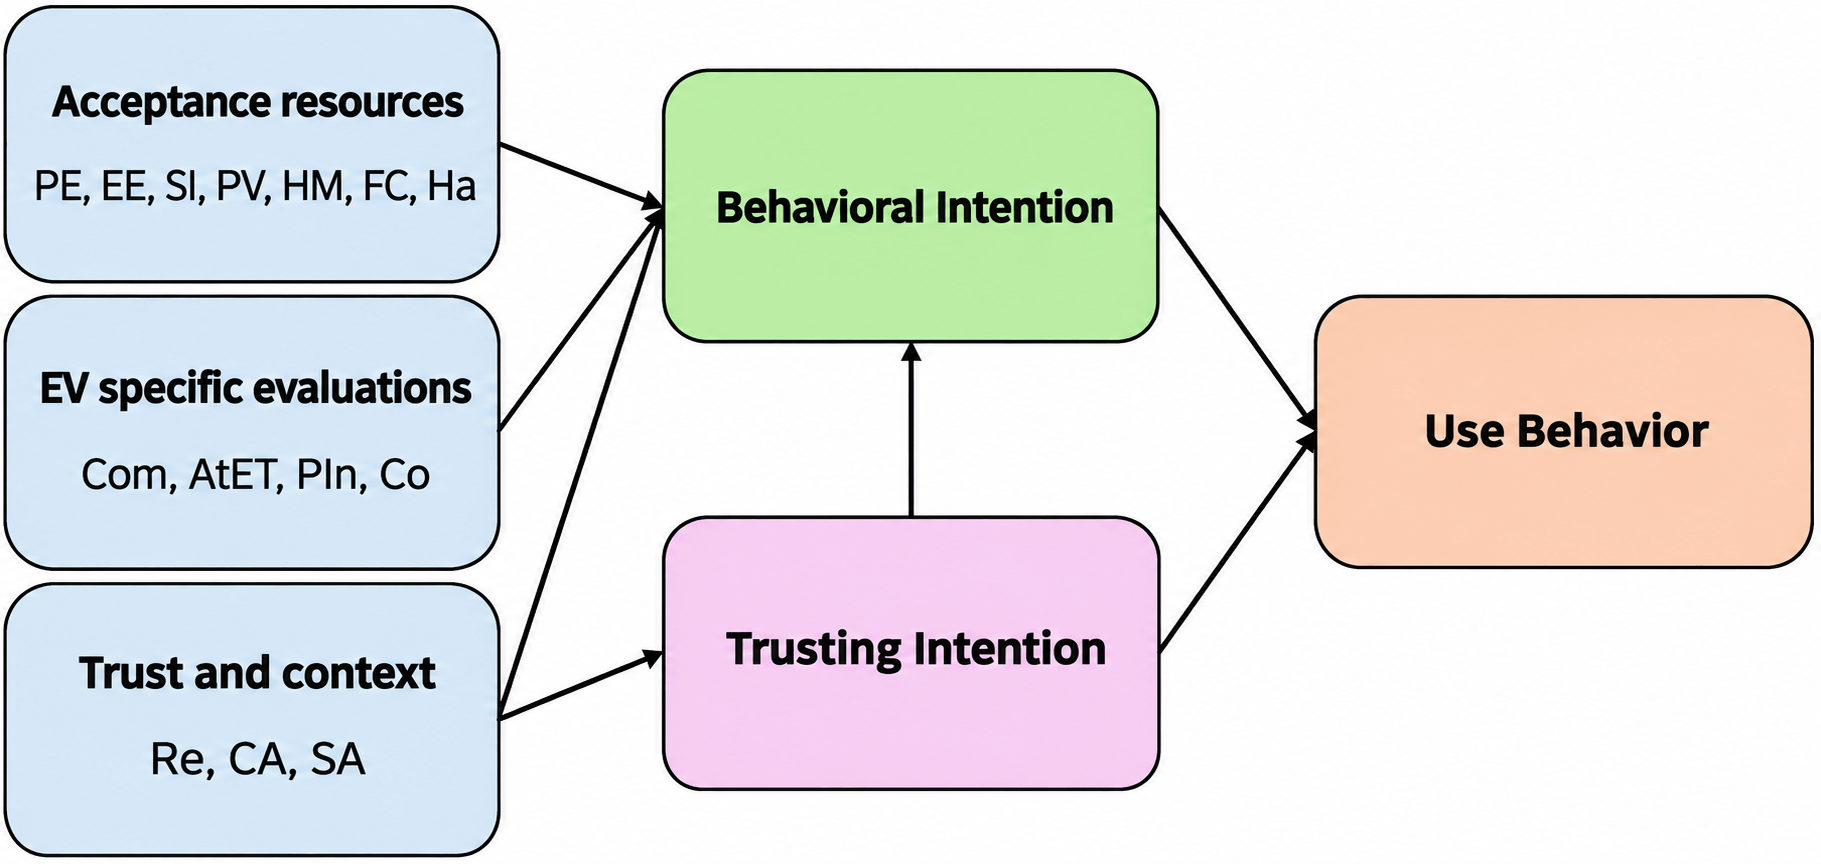 Acceptance resources
PE, EE, SI, PV, HM, FC, Ha
EV specific evaluations
Com, AtET, PIn, Co
Trust and context
Re, CA, SA
Behavioral Intention
Trusting Intention
Use Behavior